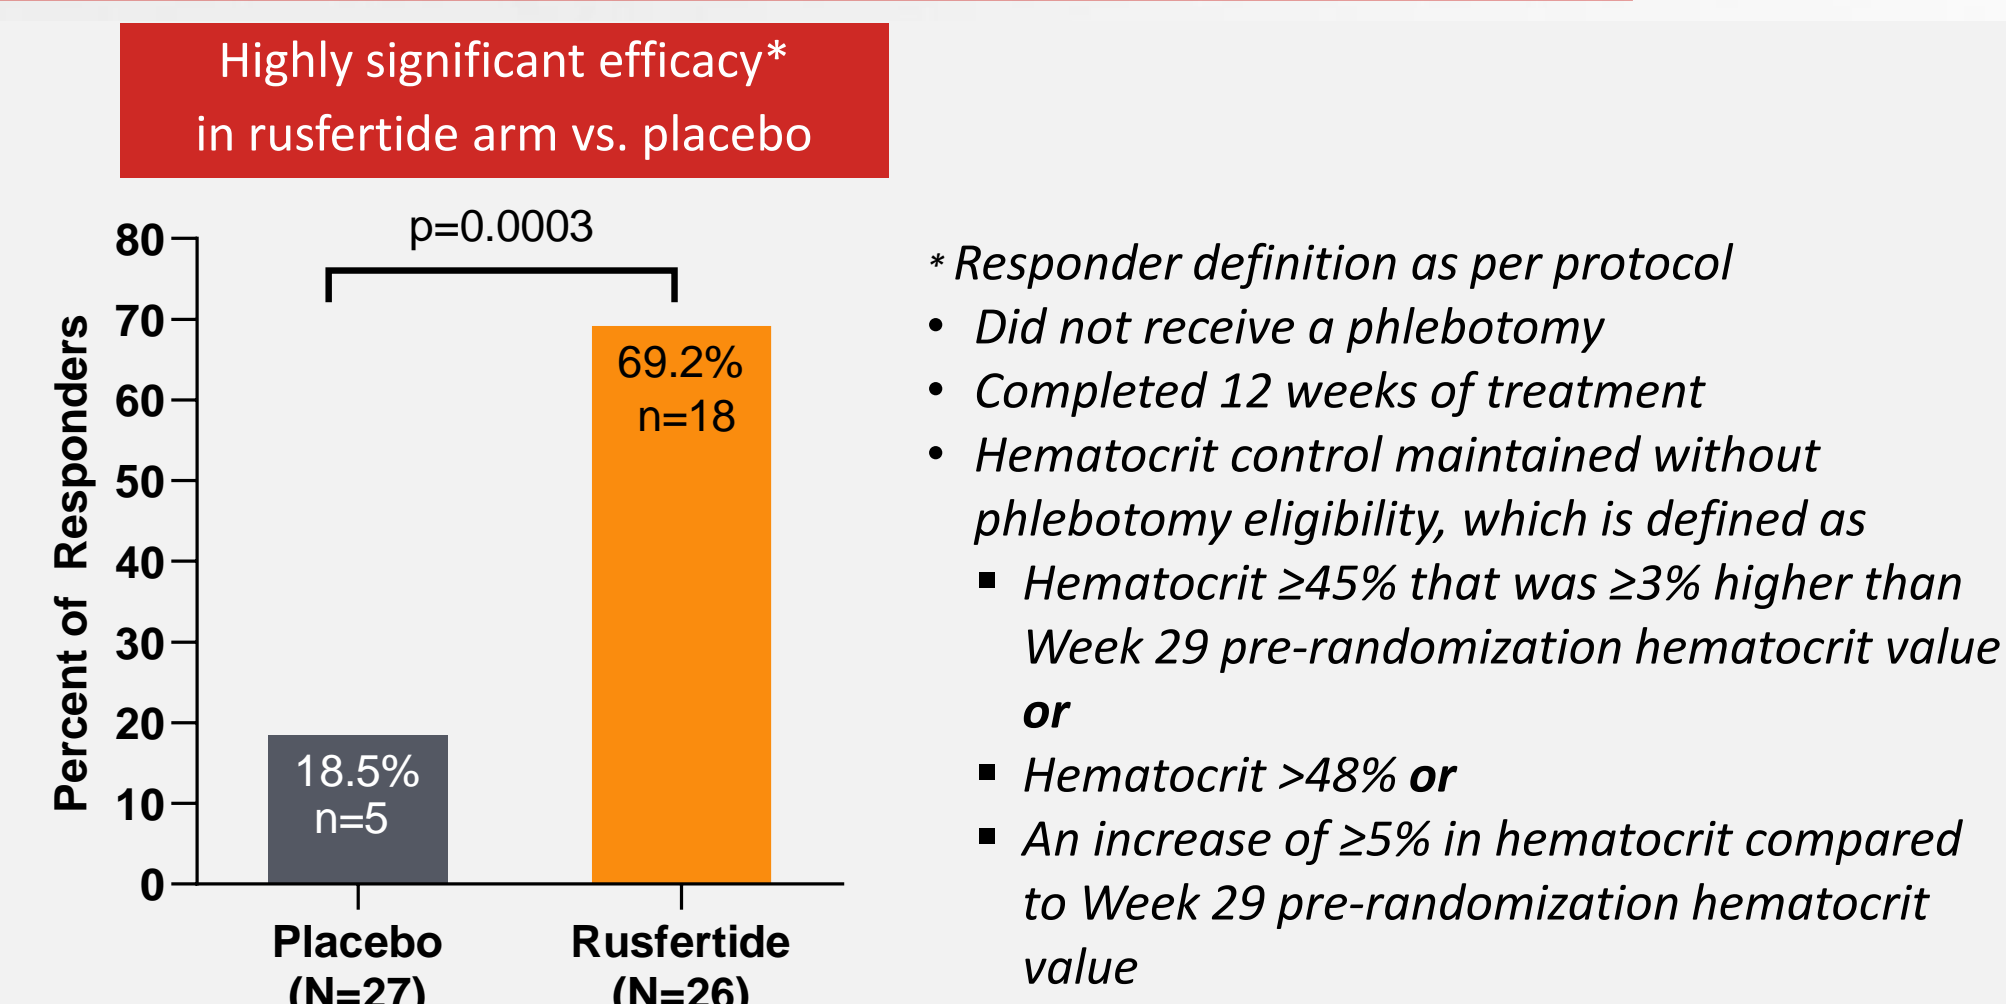 Highly significant efficacy*
in rusfertide arm vs. placebo
p=0.0003
80
70
60
50
40
30
20
10
0
Percent of Responders
69.2%
n=18
18.5%
n=5
Placebo
(N=27)
Rusfertide
(N=26)
* Responder definition as per protocol
• Did not receive a phlebotomy
• Completed 12 weeks of treatment
• Hematocrit control maintained without
phlebotomy eligibility, which is defined as
▪ Hematocrit ≥45% that was ≥3% higher than
Week 29 pre-randomization hematocrit value
or
▪ Hematocrit >48% or
▪ An increase of ≥5% in hematocrit compared
to Week 29 pre-randomization hematocrit
value